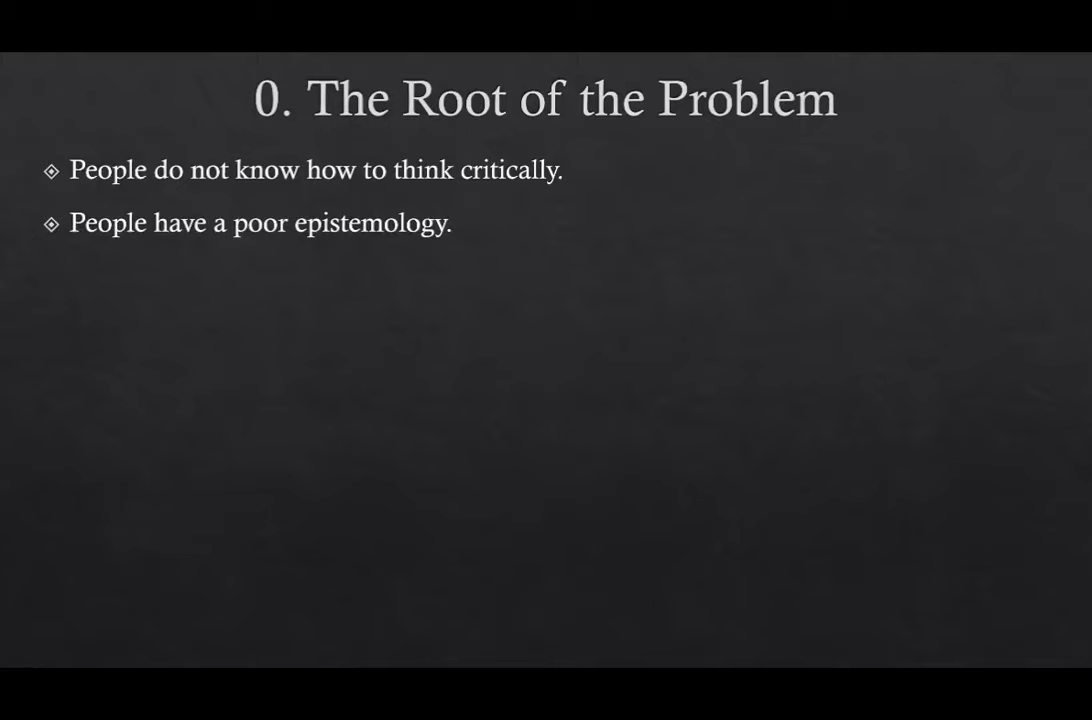 0. The Root of the Problem
People do not know how to think critically.
People have a poor epistemology.